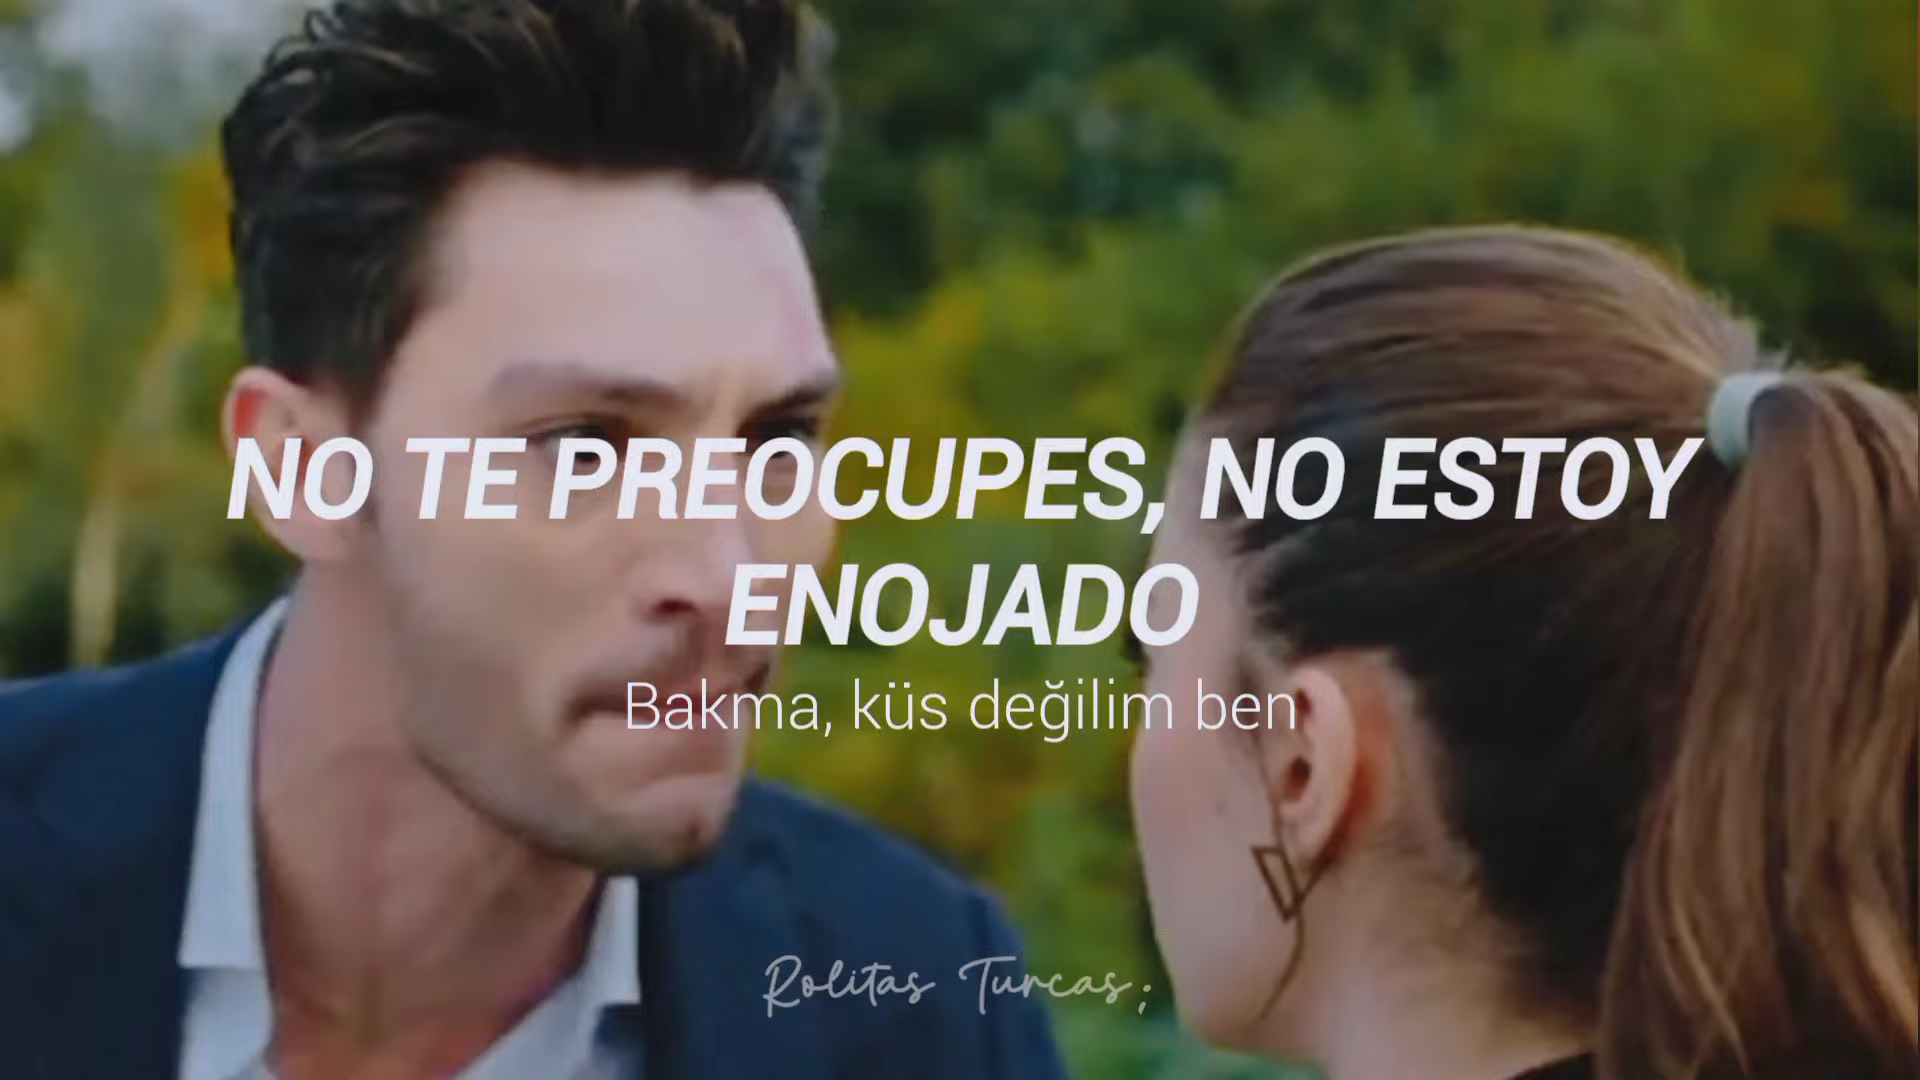 NO TE PREOCUPES, NO ESTOY
ENOJADO
Bakma, küs değilim ben
Rolitas Turcas;